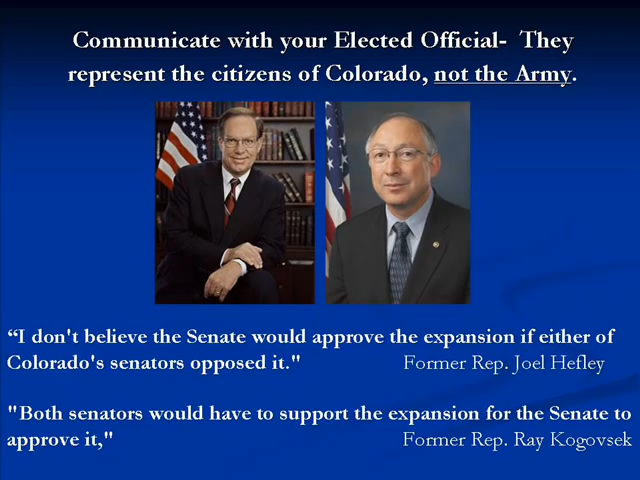 Communicate with your Elected Official-  They
represent the citizens of Colorado, not the Army.
“I don't believe the Senate would approve the expansion if either of
Colorado's senators opposed it." Former Rep. Joel Hefley
"Both senators would have to support the expansion for the Senate to
approve it," Former Rep. Ray Kogovsek